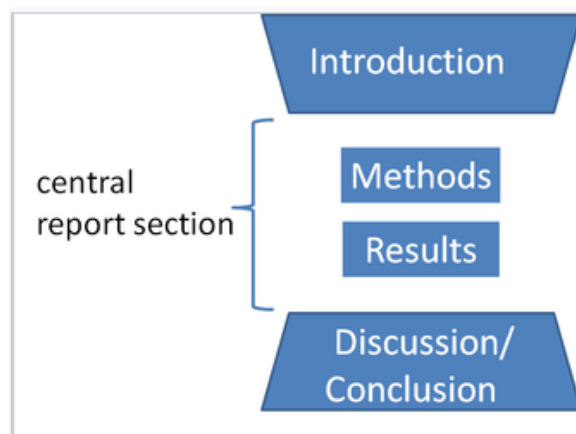 Introduction
central
report section
Methods
Results
Discussion/
Conclusion